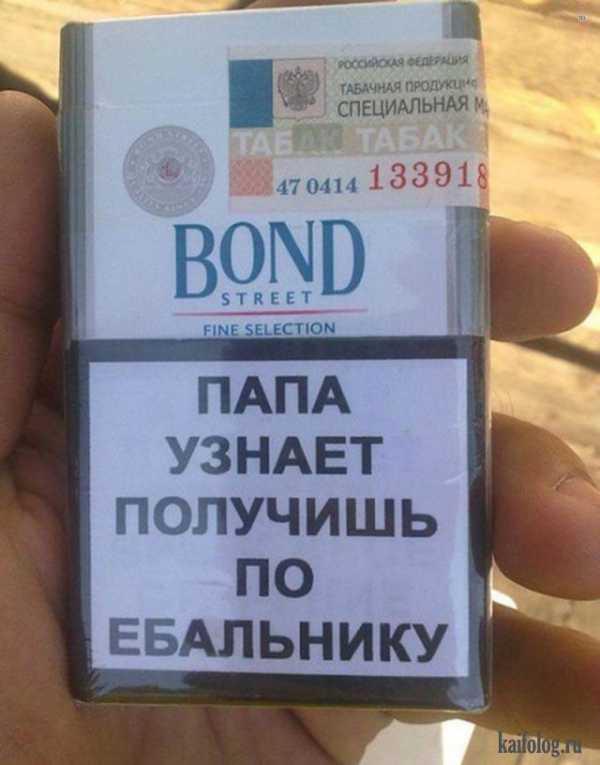 РОССИЙСКАЯ ФЕДЕРАЦИЯ
ТАБАЧНАЯ ПРОДУКЦИЯ
СПЕЦИАЛЬНАЯ
ТАБАК ТАБАК
47 0414 133918
BOND
STREET
FINE SELECTION
ПАПА
УЗНАЕТ
ПОЛУЧИШЬ
ПО
ЕБАЛЬНИКУ
kaifolog.ru